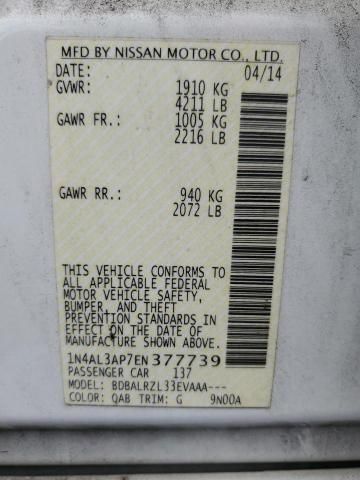 MFD BY NISSAN MOTOR CO., LTD.
DATE: 04/14
GVWR: 1910 KG
4211 LB
GAWR FR.: 1005 KG
2216 LB
GAWR RR.: 940 KG
2072 LB
THIS VEHICLE CONFORMS TO
ALL APPLICABLE FEDERAL
MOTOR VEHICLE SAFETY,
BUMPER, AND THEFT
PREVENTION STANDARDS IN
EFFECT ON THE DATE OF
MANUFACTURE SHOWN ABOVE.
1N4AL3AP7EN377739
PASSENGER CAR 137
MODEL: BDBALRZL33EVAAA---
COLOR: QAB TRIM: G 9N00A